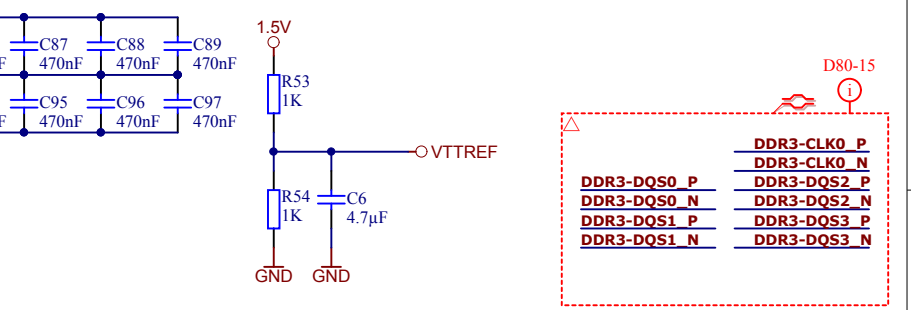 C87
470nF
C88
470nF
C89
470nF
F
C95
470nF
C96
470nF
C97
470nF
F
1.5V
R53
1K
VTTREF
R54
1K
C6
4.7µF
GND
GND
D80-15
i
DDR3-CLK0_P
DDR3-CLK0_N
DDR3-DQS0_P
DDR3-DQS2_P
DDR3-DQS0_N
DDR3-DQS2_N
DDR3-DQS1_P
DDR3-DQS3_P
DDR3-DQS1_N
DDR3-DQS3_N